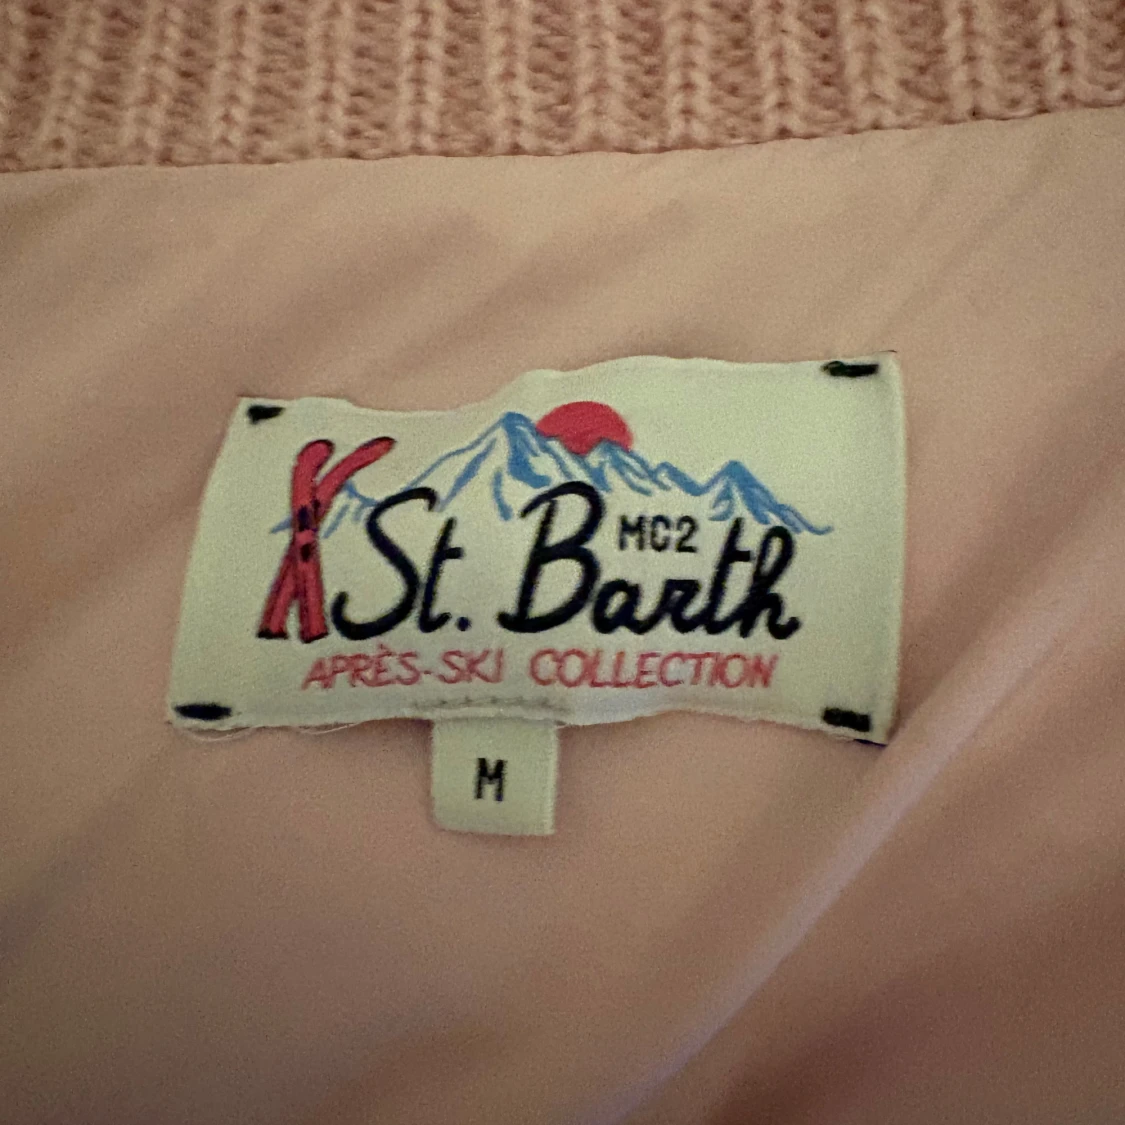 St. Barth
MC2
APRÈS-SKI COLLECTION
M